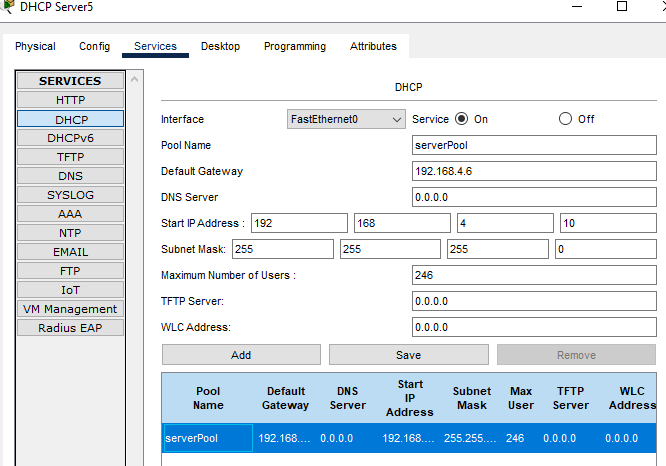 DHCP Server5
Physical Config Services Desktop Programming Attributes
SERVICES
HTTP
DHCP
DHCPv6
TFTP
DNS
SYSLOG
AAA
NTP
EMAIL
FTP
IoT
VM Management
Radius EAP
DHCP
Interface FastEthernet0 Service On Off
Pool Name serverPool
Default Gateway 192.168.4.6
DNS Server 0.0.0.0
Start IP Address : 192 168 4 10
Subnet Mask: 255 255 255 0
Maximum Number of Users : 246
TFTP Server: 0.0.0.0
WLC Address: 0.0.0.0
Add Save Remove
Pool Name Default Gateway DNS Server Start IP Address Subnet Mask Max User TFTP Server WLC Address
serverPool 192.168.... 0.0.0.0 192.168.... 255.255.... 246 0.0.0.0 0.0.0.0